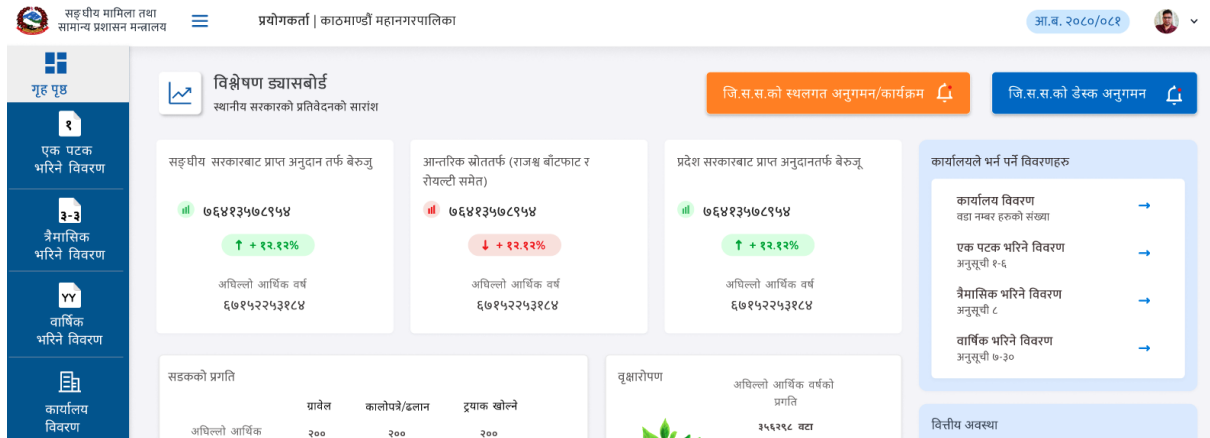 सङ्घीय मामिला तथा
सामान्य प्रशासन मन्त्रालय
प्रयोगकर्ता | काठमाण्डौं महानगरपालिका
आ.ब. २०८०/०८१
गृह पृष्ठ
१
एक पटक
भरिने विवरण
३-३
त्रैमासिक
भरिने विवरण
YY
वार्षिक
भरिने विवरण
कार्यालय
विवरण
विश्लेषण ड्यासबोर्ड
स्थानीय सरकारको प्रतिवेदनको सारांश
जि.स.स.को स्थलगत अनुगमन/कार्यक्रम
जि.स.स.को डेस्क अनुगमन
सङ्घीय सरकारबाट प्राप्त अनुदान तर्फ बेरुजु
७६४१३५७८९५४
↑ + १२.१२%
अघिल्लो आर्थिक वर्ष
६७१५२२५३१८४
आन्तरिक स्रोततर्फ (राजश्व बाँटफाट र
रोयल्टी समेत)
७६४१३५७८९५४
↓ + १२.१२%
अघिल्लो आर्थिक वर्ष
६७१५२२५३१८४
प्रदेश सरकारबाट प्राप्त अनुदानतर्फ बेरुजू
७६४१३५७८९५४
↑ + १२.१२%
अघिल्लो आर्थिक वर्ष
६७१५२२५३१८४
कार्यालयले भर्न पर्ने विवरणहरु
कार्यालय विवरण →
वडा नम्बर हरुको संख्या
एक पटक भरिने विवरण →
अनुसूची १-६
त्रैमासिक भरिने विवरण →
अनुसूची ८
वार्षिक भरिने विवरण →
अनुसूची ७-३०
सडकको प्रगति
ग्रावेल कालोपत्रे/ढलान ट्रयाक खोल्ने
अघिल्लो आर्थिक २०० २०० २००
वृक्षारोपण
अघिल्लो आर्थिक वर्षको
प्रगति
३५६२९८ वटा
वित्तीय अवस्था